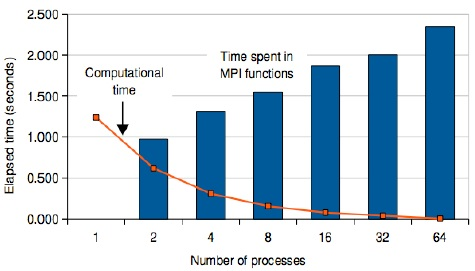 2.500
2.000
1.500
1.000
0.500
0.000
Elapsed time (seconds)
Computational
time
Time spent in
MPI functions
1 2 4 8 16 32 64
Number of processes